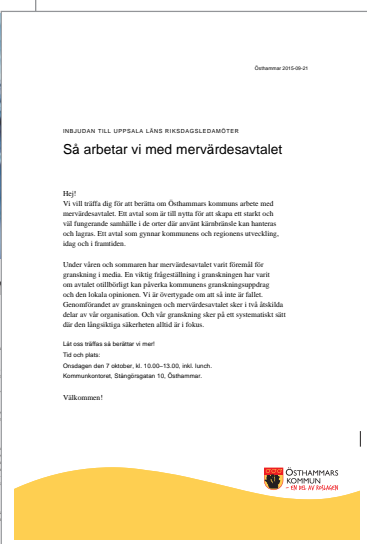 Östhammar 2015-09-21
INBJUDAN TILL UPPSALA LÄNS RIKSDAGSLEDAMÖTER
Så arbetar vi med mervärdesavtalet
Hej!
Vi vill träffa dig för att berätta om Östhammars kommuns arbete med
mervärdesavtalet. Ett avtal som är till nytta för att skapa ett starkt och
väl fungerande samhälle i de orter där använt kärnbränsle kan hanteras
och lagras. Ett avtal som gynnar kommunens och regionens utveckling,
idag och i framtiden.
Under våren och sommaren har mervärdesavtalet varit föremål för
granskning i media. En viktig frågeställning i granskningen har varit
om avtalet otillbörligt kan påverka kommunens granskningsuppdrag
och den lokala opinionen. Vi är övertygade om att så inte är fallet.
Genomförandet av granskningen och mervärdesavtalet sker i två åtskilda
delar av vår organisation. Och vår granskning sker på ett systematiskt sätt
där den långsiktiga säkerheten alltid är i fokus.
Låt oss träffas så berättar vi mer!
Tid och plats:
Onsdagen den 7 oktober, kl. 10.00–13.00, inkl. lunch.
Kommunkontoret, Stångörsgatan 10, Östhammar.
Välkommen!
ÖSTHAMMARS
KOMMUN
– EN DEL AV ROSLAGEN